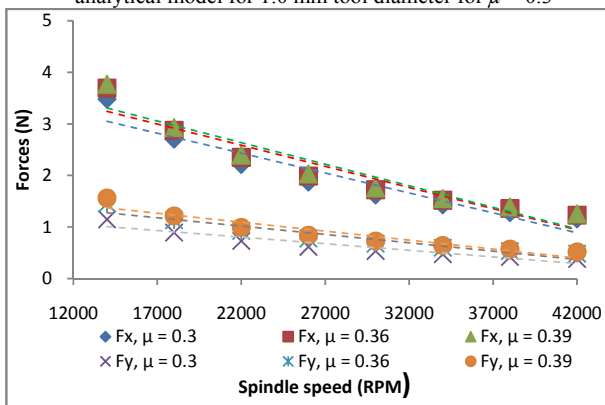 analytical model for 1.0 mm tool diameter for μ = 0.3
5
4
3
2
1
0
Forces (N)
12000 17000 22000 27000 32000 37000 42000
Fx, μ = 0.3 Fx, μ = 0.36 Fx, μ = 0.39
Fy, μ = 0.3 Fy, μ = 0.36 Fy, μ = 0.39
Spindle speed (RPM)